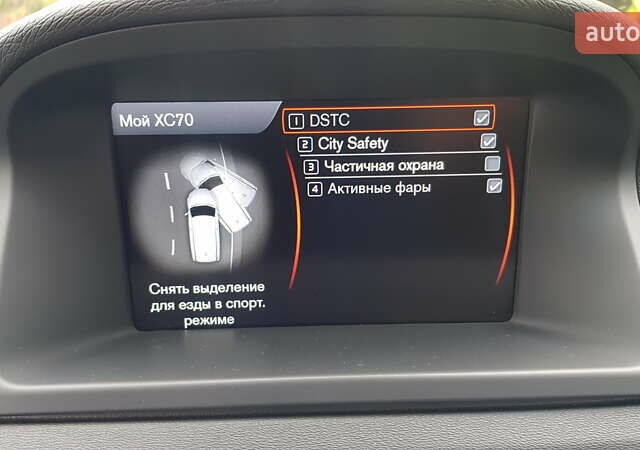 auto
Мой XC70
1 DSTC
2 City Safety
3 Частичная охрана
4 Активные фары
Снять выделение
для езды в спорт.
режиме